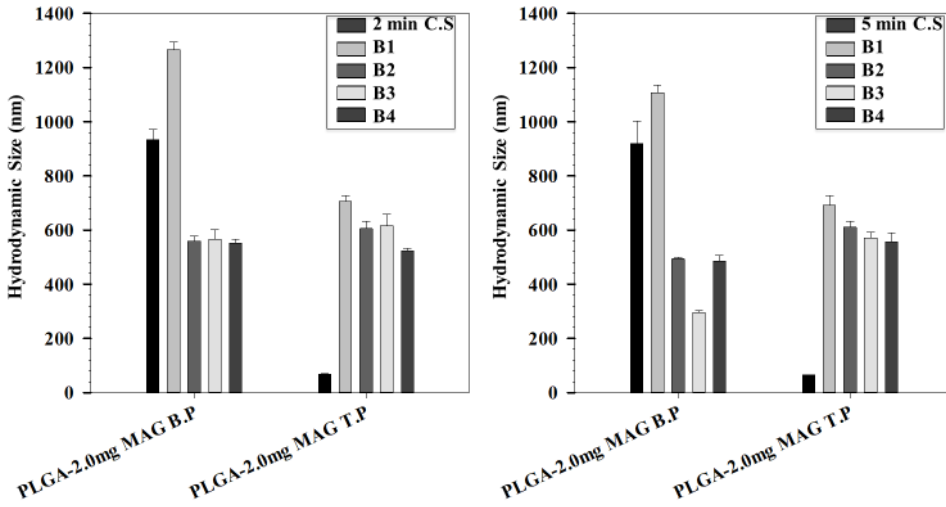 Hydrodynamic Size (nm)
1400
1200
1000
800
600
400
200
0
2 min C.S
B1
B2
B3
B4
PLGA-2.0mg MAG B.P
PLGA-2.0mg MAG T.P
Hydrodynamic Size (nm)
1400
1200
1000
800
600
400
200
0
5 min C.S
B1
B2
B3
B4
PLGA-2.0mg MAG B.P
PLGA-2.0mg MAG T.P